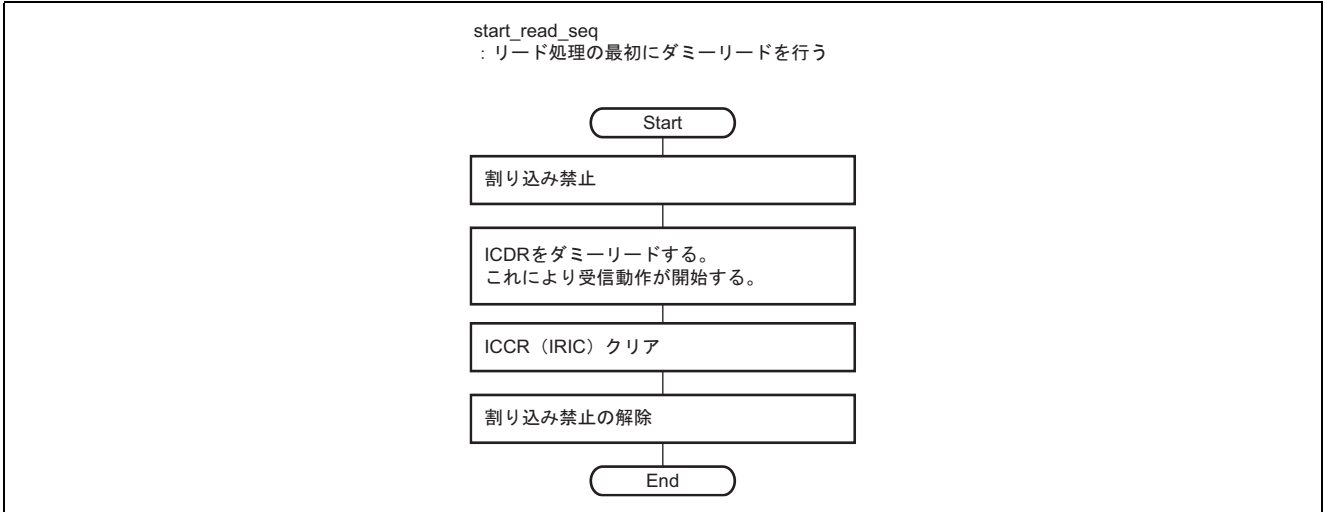 start_read_seq
：リード処理の最初にダミーリードを行う
Start
割り込み禁止
ICDRをダミーリードする。
これにより受信動作が開始する。
ICCR（IRIC）クリア
割り込み禁止の解除
End